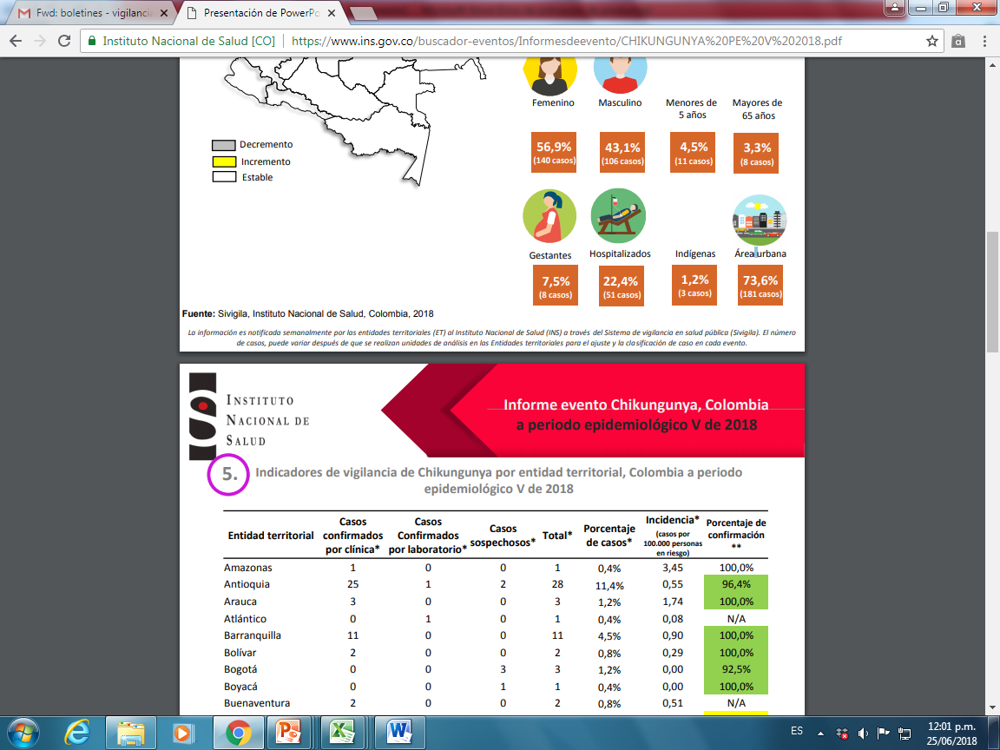 Fwd: boletines - vigilanci
Presentación de PowerPo
Instituto Nacional de Salud [CO]
https://www.ins.gov.co/buscador-eventos/Informesdeevento/CHIKUNGUNYA%20PE%20V%202018.pdf
Femenino Masculino Menores de 5 años Mayores de 65 años
56,9% (140 casos) 43,1% (106 casos) 4,5% (11 casos) 3,3% (8 casos)
Decremento
Incremento
Estable
Gestantes Hospitalizados Indígenas Área urbana
7,5% (8 casos) 22,4% (51 casos) 1,2% (3 casos) 73,6% (181 casos)
Fuente: Sivigila, Instituto Nacional de Salud, Colombia, 2018
La información es notificada semanalmente por las entidades territoriales (ET) al Instituto Nacional de Salud (INS) a través del Sistema de vigilancia en salud pública (Sivigila). El número
de casos, puede variar después de que se realizan unidades de análisis en las Entidades territoriales para el ajuste y la clasificación de caso en cada evento.
INSTITUTO
NACIONAL DE
SALUD
Informe evento Chikungunya, Colombia
a periodo epidemiológico V de 2018
5. Indicadores de vigilancia de Chikungunya por entidad territorial, Colombia a periodo
epidemiológico V de 2018
Entidad territorial Casos confirmados por clínica* Casos Confirmados por laboratorio* Casos sospechosos* Total* Porcentaje de casos* Incidencia* (casos por 100.000 personas en riesgo) Porcentaje de confirmación **
Amazonas 1 0 0 1 0,4% 3,45 100,0%
Antioquia 25 1 2 28 11,4% 0,55 96,4%
Arauca 3 0 0 3 1,2% 1,74 100,0%
Atlántico 0 1 0 1 0,4% 0,08 N/A
Barranquilla 11 0 0 11 4,5% 0,90 100,0%
Bolívar 2 0 0 2 0,8% 0,29 100,0%
Bogotá 0 0 3 3 1,2% 0,00 92,5%
Boyacá 0 0 1 1 0,4% 0,00 100,0%
Buenaventura 2 0 0 2 0,8% 0,51 N/A
ES
12:01 p.m.
25/06/2018